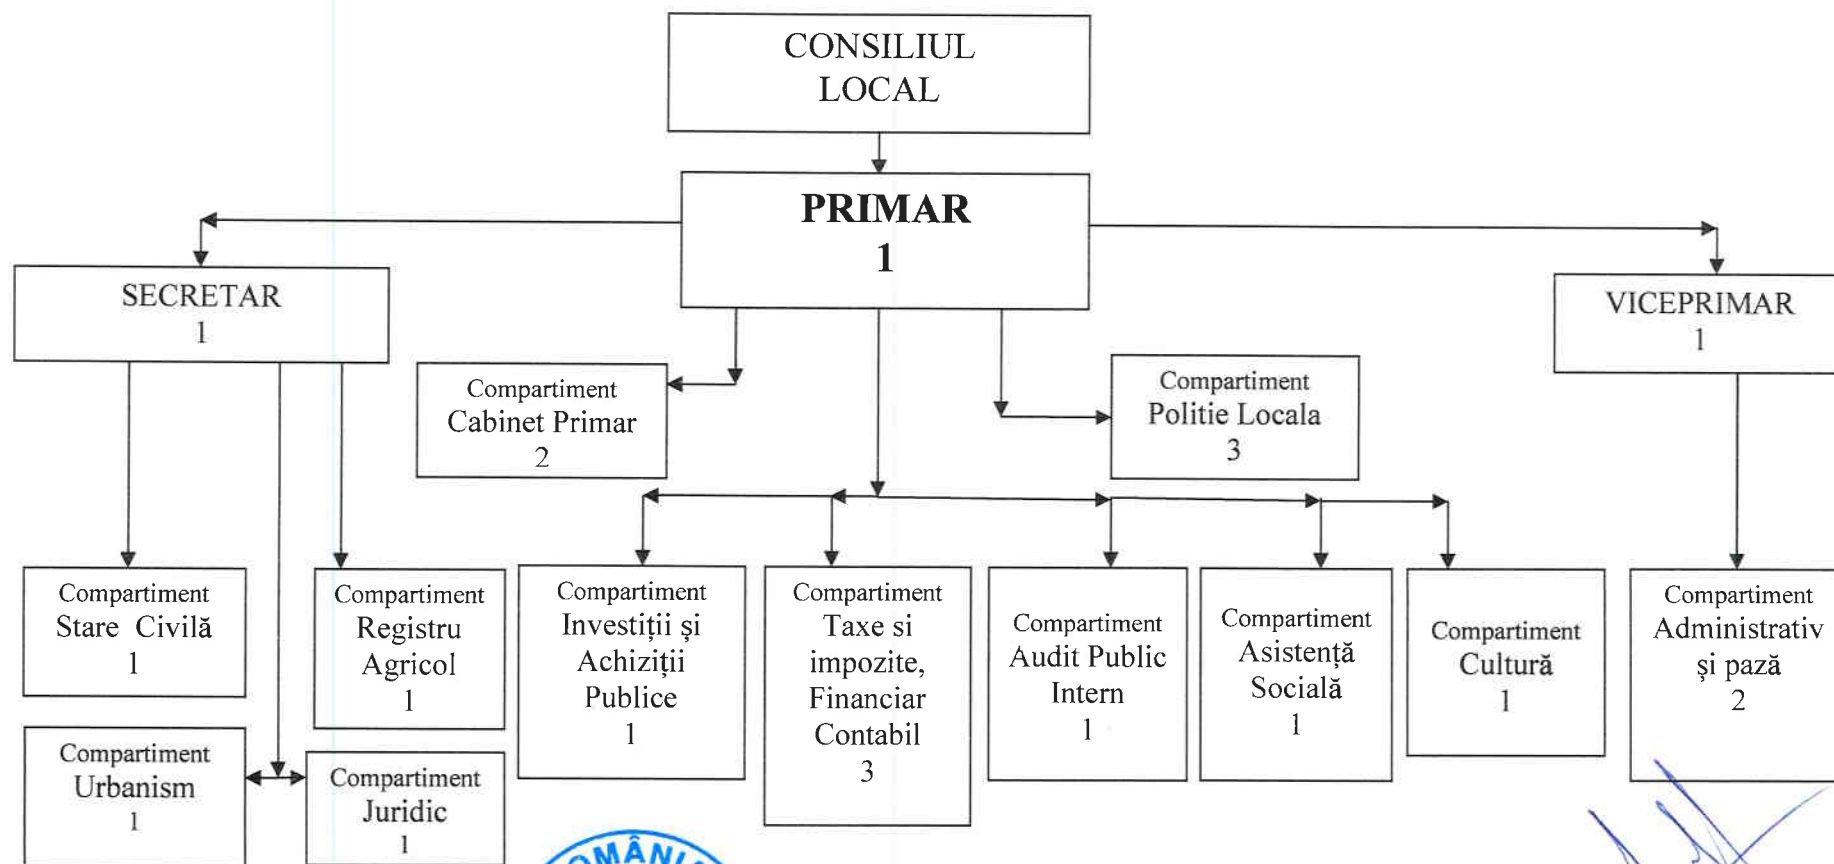 CONSILIUL
LOCAL
PRIMAR
1
SECRETAR
1
VICEPRIMAR
1
Compartiment
Cabinet Primar
2
Compartiment
Politie Locala
3
Compartiment
Stare Civilă
1
Compartiment
Registru
Agricol
1
Compartiment
Investiții și
Achiziții
Publice
1
Compartiment
Taxe si
impozite,
Financiar
Contabil
3
Compartiment
Audit Public
Intern
1
Compartiment
Asistență
Socială
1
Compartiment
Cultură
1
Compartiment
Administrativ
și pază
2
Compartiment
Urbanism
1
Compartiment
Juridic
1